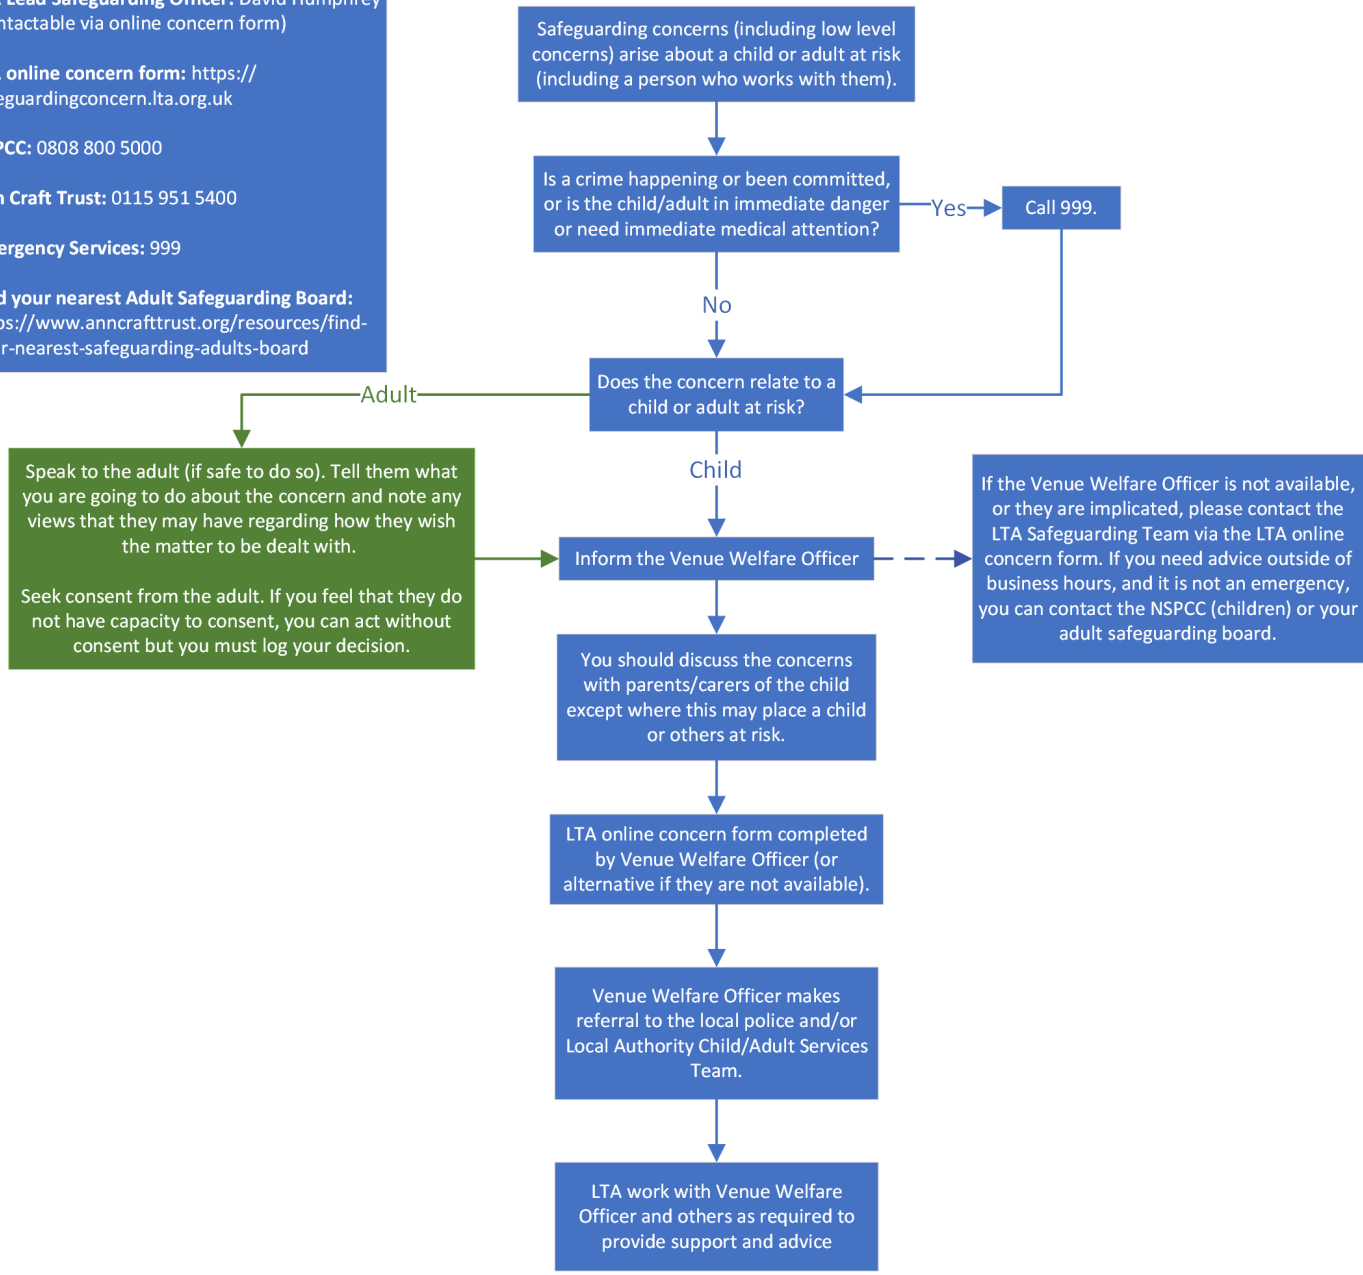 Lead Safeguarding Officer: David Humphrey
ntactable via online concern form)
online concern form: https://
eguardingconcern.lta.org.uk
PCC: 0808 800 5000
n Craft Trust: 0115 951 5400
ergency Services: 999
d your nearest Adult Safeguarding Board:
ps://www.anncrafttrust.org/resources/find-
r-nearest-safeguarding-adults-board
Safeguarding concerns (including low level
concerns) arise about a child or adult at risk
(including a person who works with them).
Is a crime happening or been committed,
or is the child/adult in immediate danger
or need immediate medical attention?
Yes
Call 999.
No
Does the concern relate to a
child or adult at risk?
Adult
Child
Speak to the adult (if safe to do so). Tell them what
you are going to do about the concern and note any
views that they may have regarding how they wish
the matter to be dealt with.
Seek consent from the adult. If you feel that they do
not have capacity to consent, you can act without
consent but you must log your decision.
Inform the Venue Welfare Officer
If the Venue Welfare Officer is not available,
or they are implicated, please contact the
LTA Safeguarding Team via the LTA online
concern form. If you need advice outside of
business hours, and it is not an emergency,
you can contact the NSPCC (children) or your
adult safeguarding board.
You should discuss the concerns
with parents/carers of the child
except where this may place a child
or others at risk.
LTA online concern form completed
by Venue Welfare Officer (or
alternative if they are not available).
Venue Welfare Officer makes
referral to the local police and/or
Local Authority Child/Adult Services
Team.
LTA work with Venue Welfare
Officer and others as required to
provide support and advice